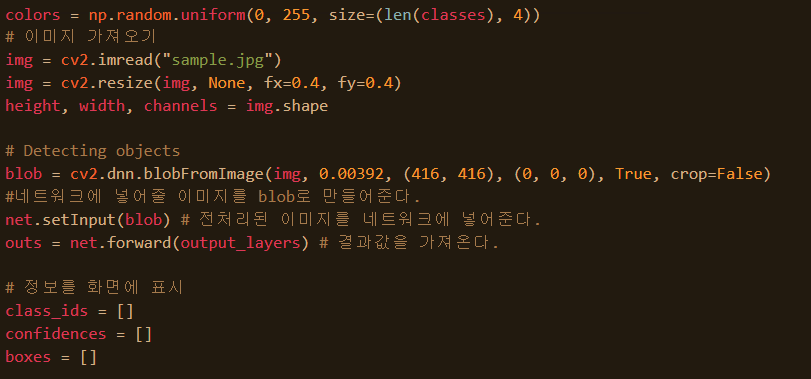 colors = np.random.uniform(0, 255, size=(len(classes), 4))
# 이미지 가져오기
img = cv2.imread("sample.jpg")
img = cv2.resize(img, None, fx=0.4, fy=0.4)
height, width, channels = img.shape
# Detecting objects
blob = cv2.dnn.blobFromImage(img, 0.00392, (416, 416), (0, 0, 0), True, crop=False)
#네트워크에 넣어줄 이미지를 blob로 만들어준다.
net.setInput(blob) # 전처리된 이미지를 네트워크에 넣어준다.
outs = net.forward(output_layers) # 결과값을 가져온다.
# 정보를 화면에 표시
class_ids = []
confidences = []
boxes = []